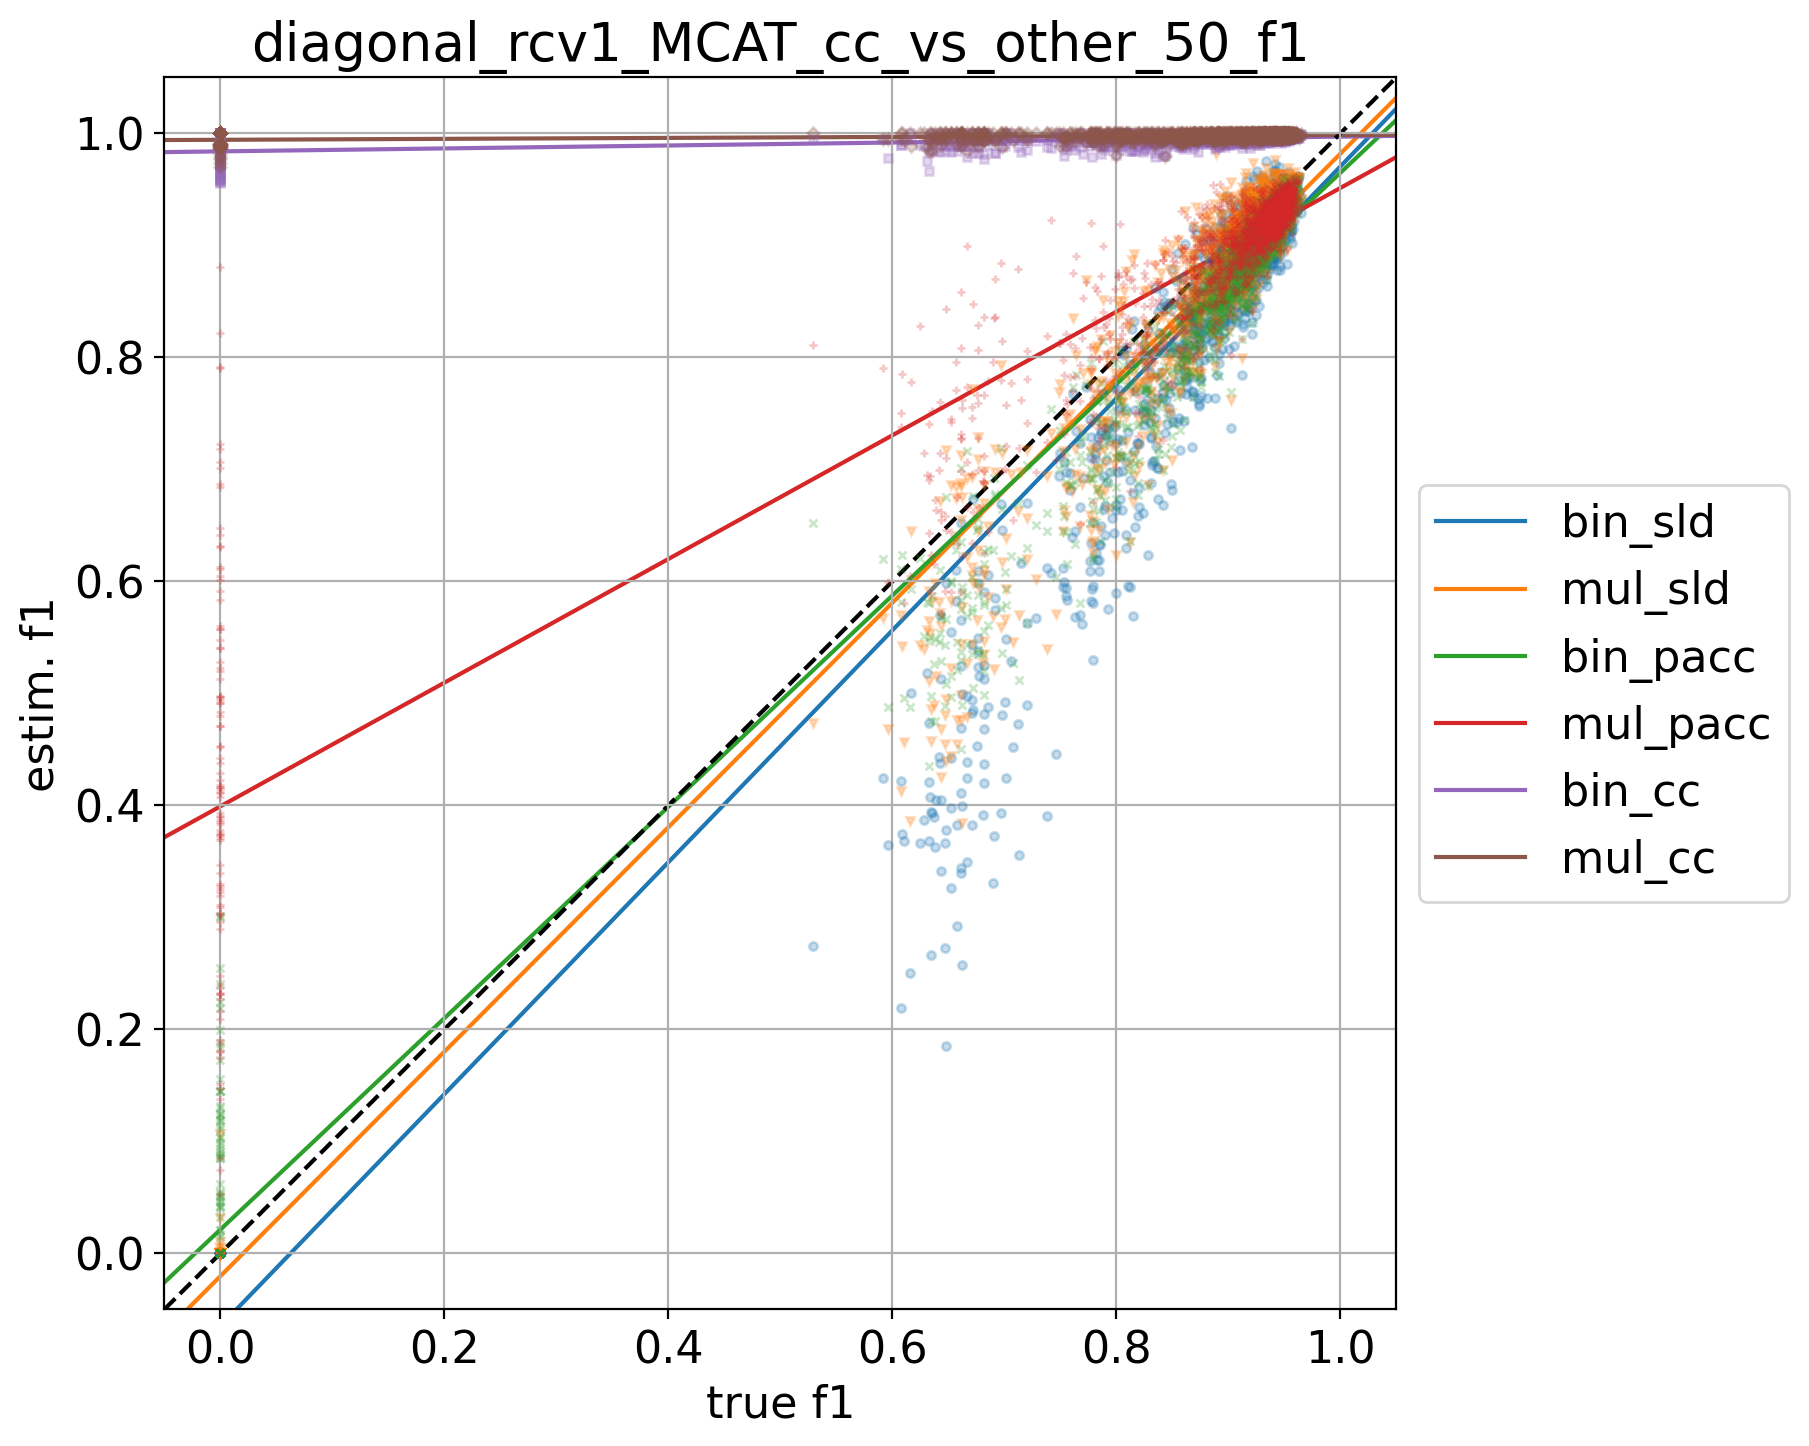 diagonal_rcv1_MCAT_cc_vs_other_50_f1
1.0
0.8
0.6
0.4
0.2
0.0
estim. f1
0.0 0.2 0.4 0.6 0.8 1.0
true f1
bin_sld
mul_sld
bin_pacc
mul_pacc
bin_cc
mul_cc